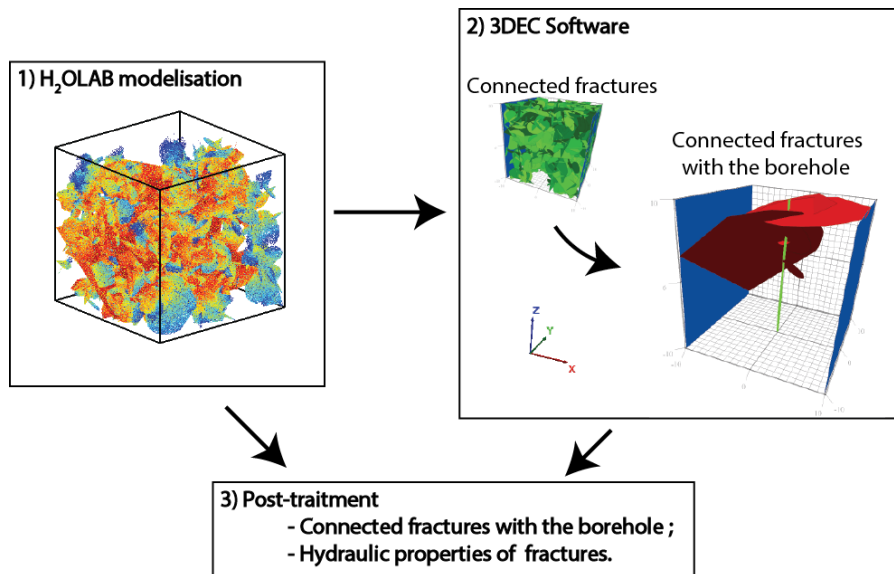 1) H₂OLAB modelisation
2) 3DEC Software
Connected fractures
Connected fractures
with the borehole
Z
Y
X
3) Post-traitment
- Connected fractures with the borehole ;
- Hydraulic properties of fractures.